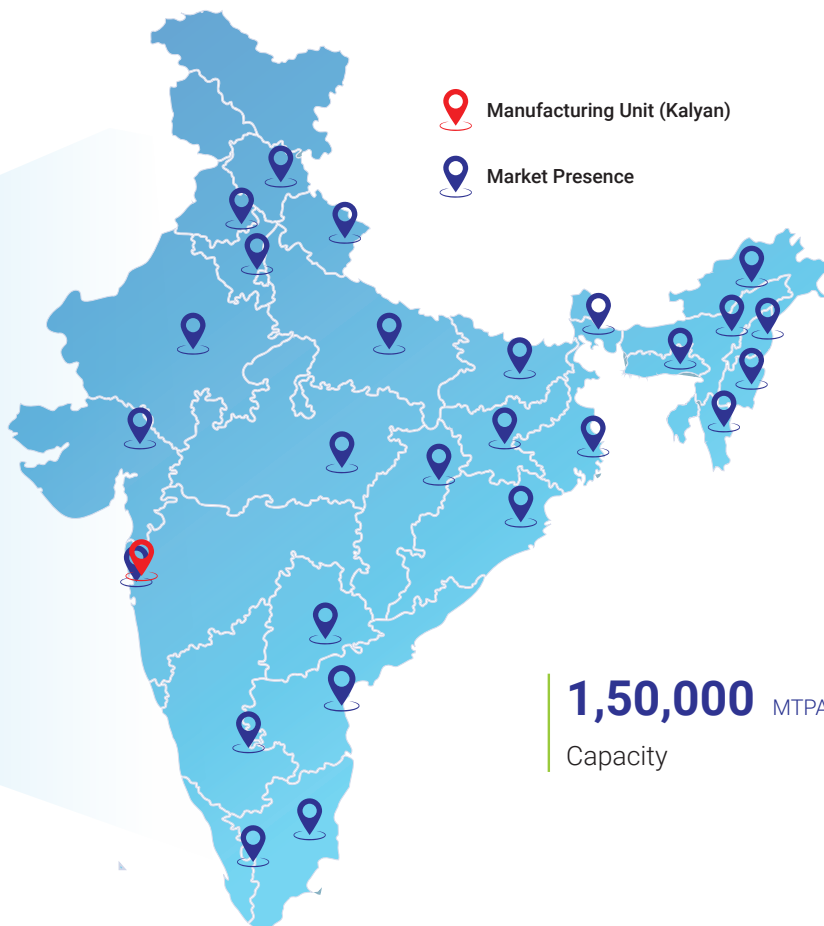 Manufacturing Unit (Kalyan)
Market Presence
1,50,000 MTPA
Capacity